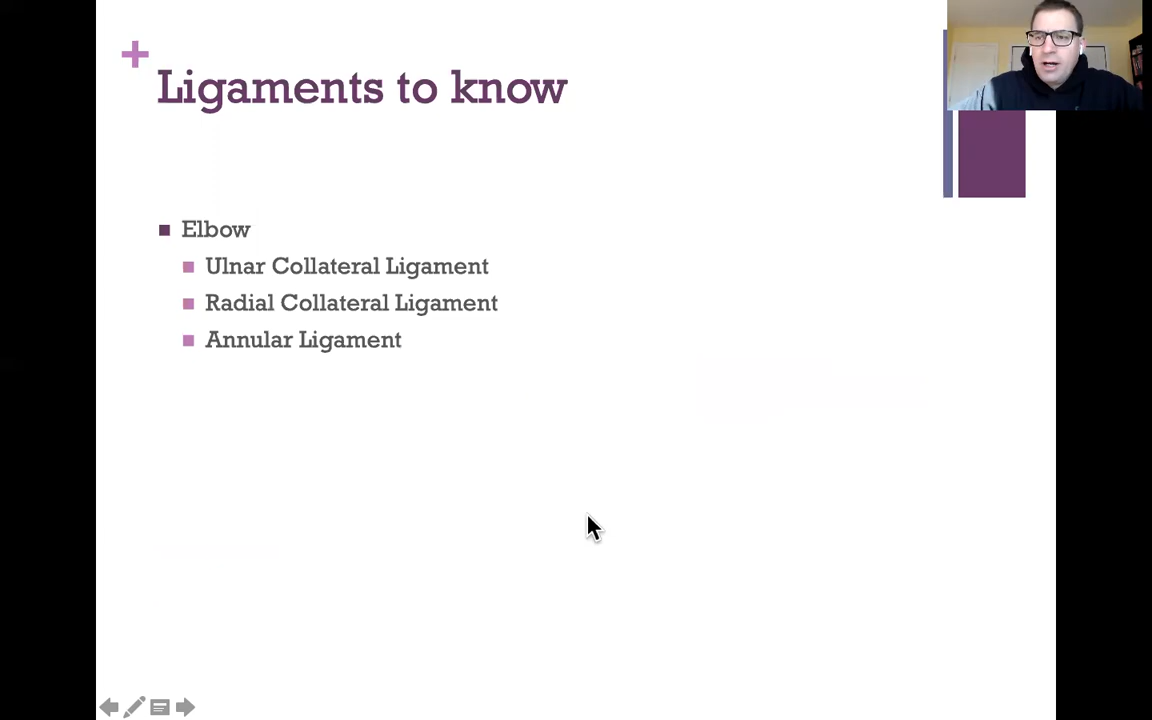 +
Ligaments to know
Elbow
Ulnar Collateral Ligament
Radial Collateral Ligament
Annular Ligament